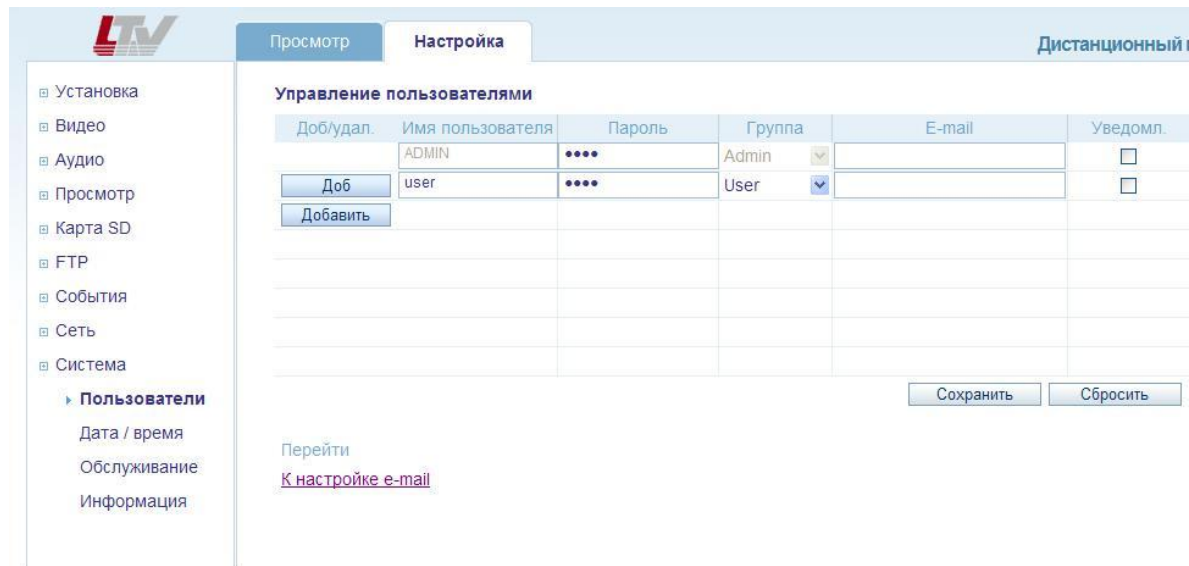 LTV
Просмотр
Настройка
Дистанционный
Установка
Видео
Аудио
Просмотр
Карта SD
FTP
События
Сеть
Система
Пользователи
Дата / время
Обслуживание
Информация
Управление пользователями
Доб/удал. Имя пользователя Пароль Группа E-mail Уведомл.
ADMIN •••• Admin
Доб user •••• User
Добавить
Сохранить Сбросить
Перейти
К настройке e-mail